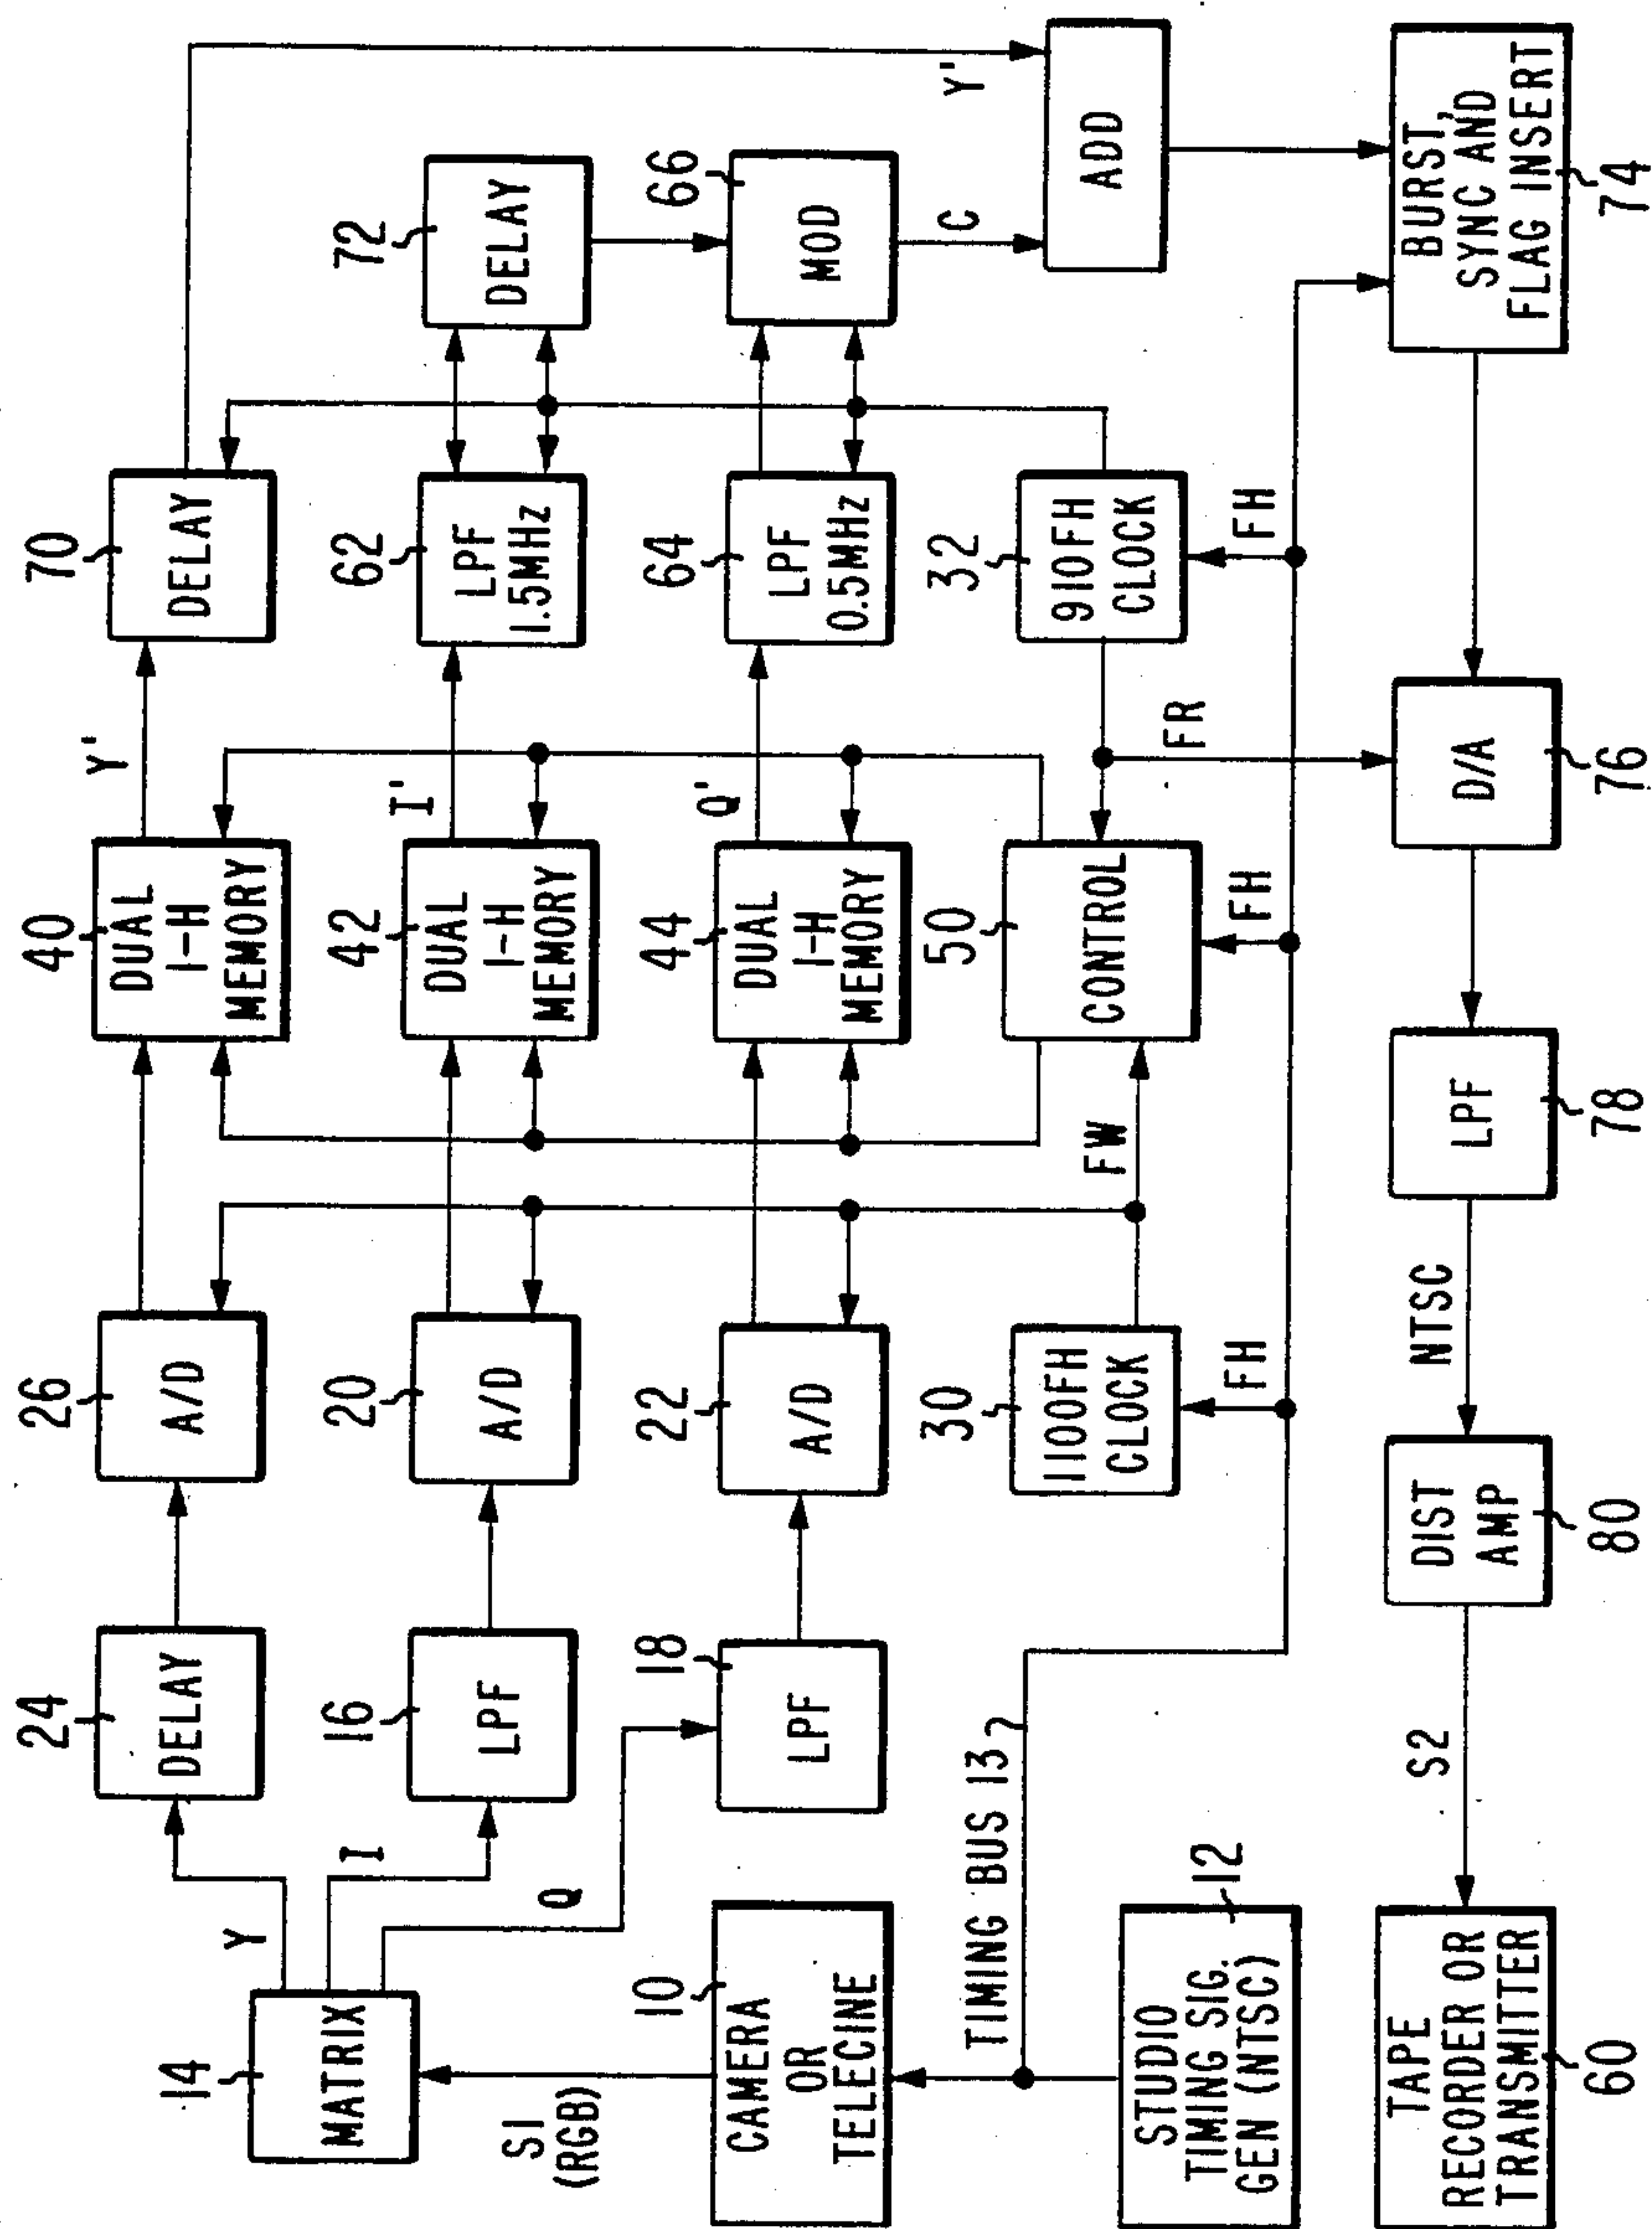 14
MATRIX
Y
I
Q
S1
(RGB)
10
CAMERA
OR
TELECINE
TIMING BUS 13
STUDIO
TIMING SIG.
GEN (NTSC)
12
24
DELAY
16
LPF
18
LPF
26
A/D
20
A/D
22
A/D
30
1100FH
CLOCK
FH
FW
40
DUAL
1-H
MEMORY
42
DUAL
1-H
MEMORY
44
DUAL
1-H
MEMORY
50
CONTROL
FH
Y'
I'
Q'
FR
70
DELAY
62
LPF
1.5MHz
64
LPF
0.5MHz
32
910FH
CLOCK
FH
72
DELAY
66
MOD
C
Y'
ADD
BURST,
SYNC AND
FLAG INSERT
74
D/A
76
LPF
78
NTSC
DIST
AMP
80
S2
TAPE
RECORDER OR
TRANSMITTER
60